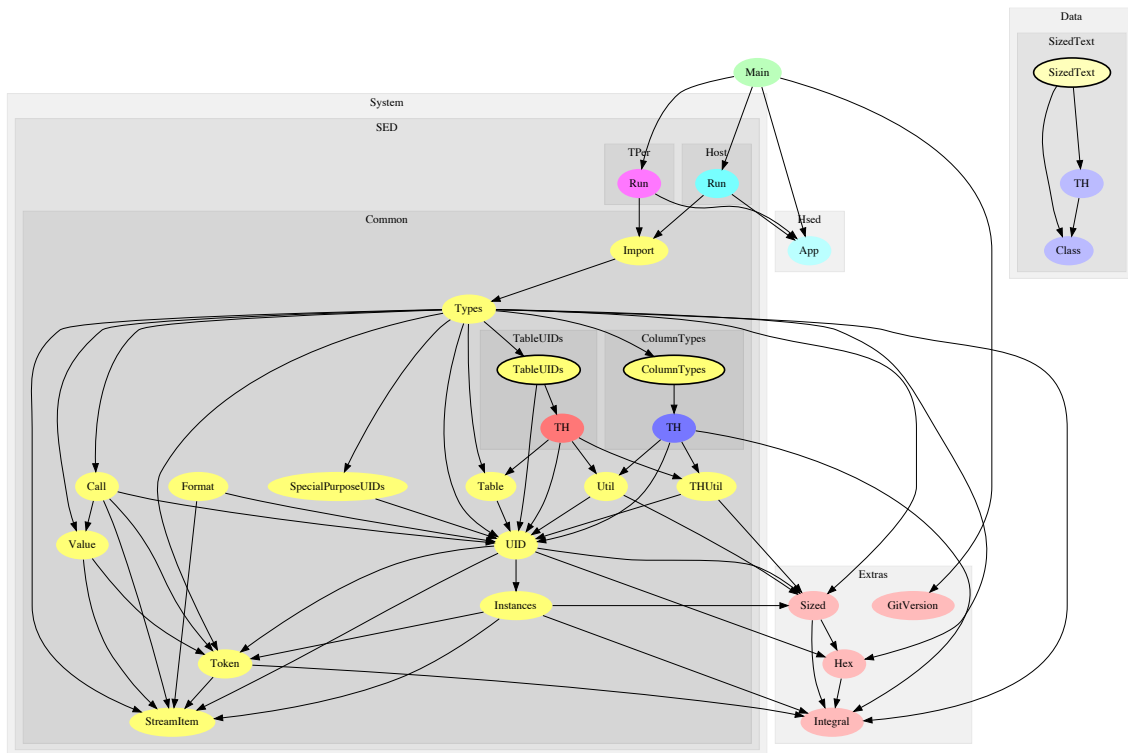 Data
SizedText
SizedText
Main
System
SED
TPer
Host
Run
Run
TH
Common
Hsed
Import
App
Class
Types
TableUIDs
ColumnTypes
TableUIDs
ColumnTypes
TH
TH
Call
Format
SpecialPurposeUIDs
Table
Util
THUtil
Value
UID
Extras
Instances
Sized
GitVersion
Token
Hex
StreamItem
Integral